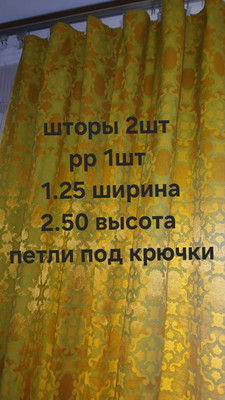 шторы 2шт
рр 1шт
1.25 ширина
2.50 высота
петли под крючки